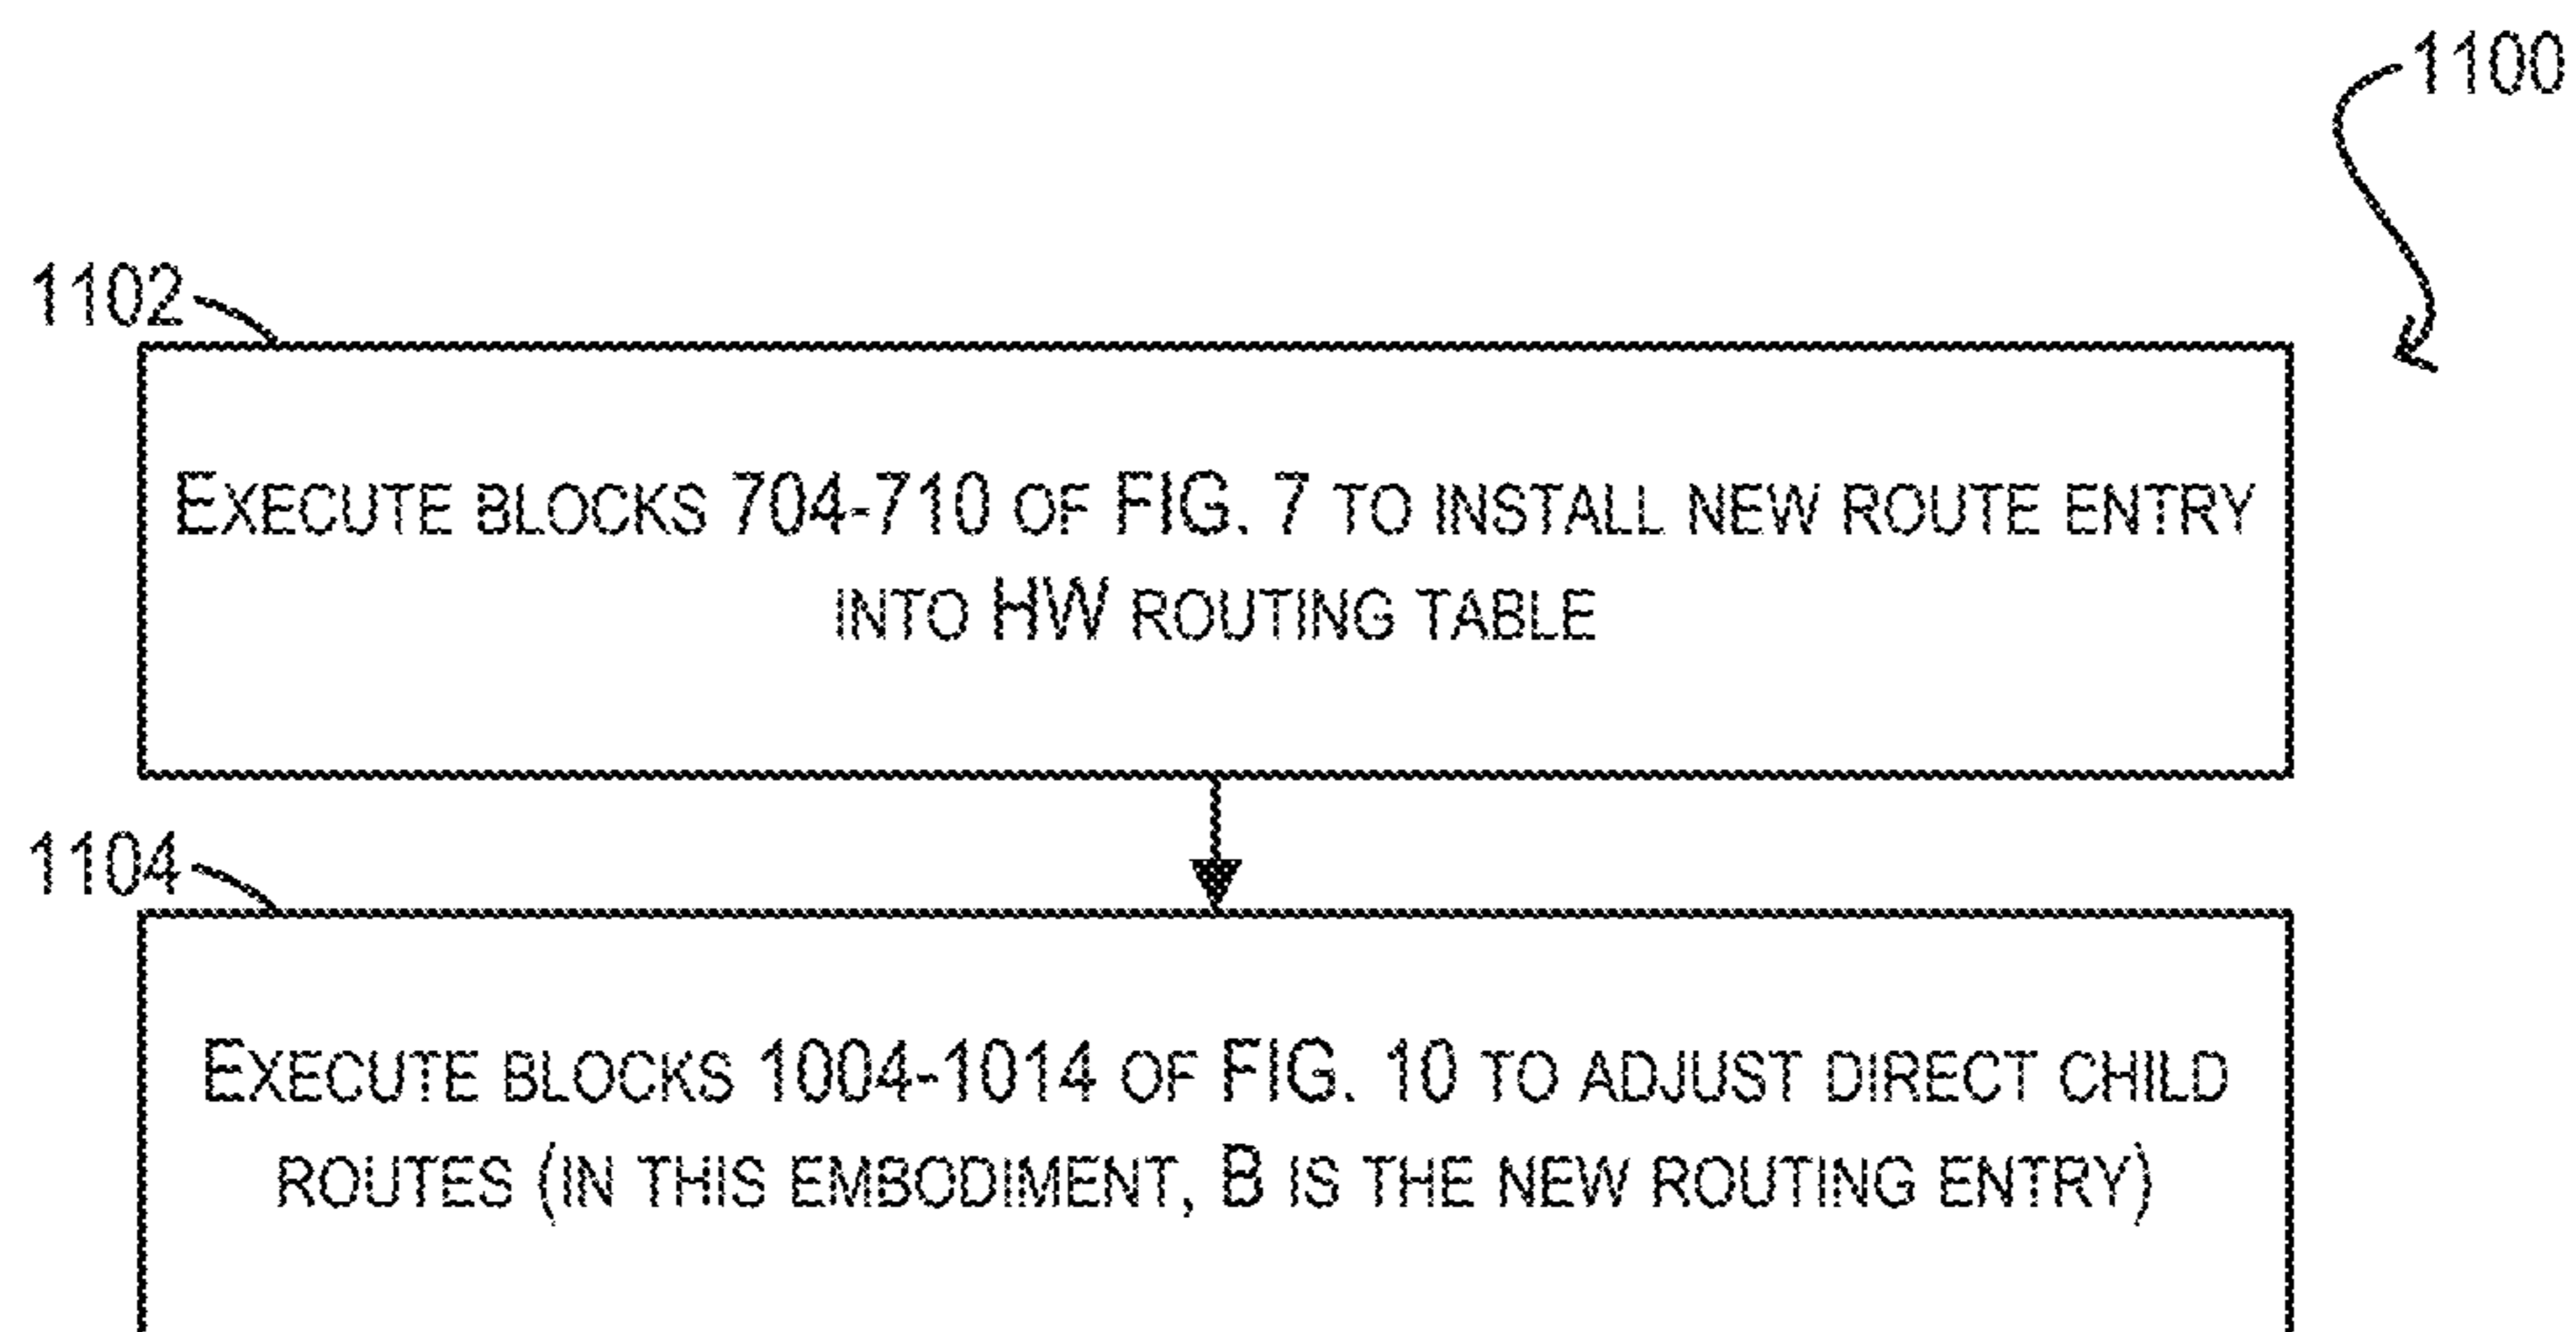 1100
1102
EXECUTE BLOCKS 704-710 OF FIG. 7 TO INSTALL NEW ROUTE ENTRY
INTO HW ROUTING TABLE
1104
EXECUTE BLOCKS 1004-1014 OF FIG. 10 TO ADJUST DIRECT CHILD
ROUTES (IN THIS EMBODIMENT, B IS THE NEW ROUTING ENTRY)